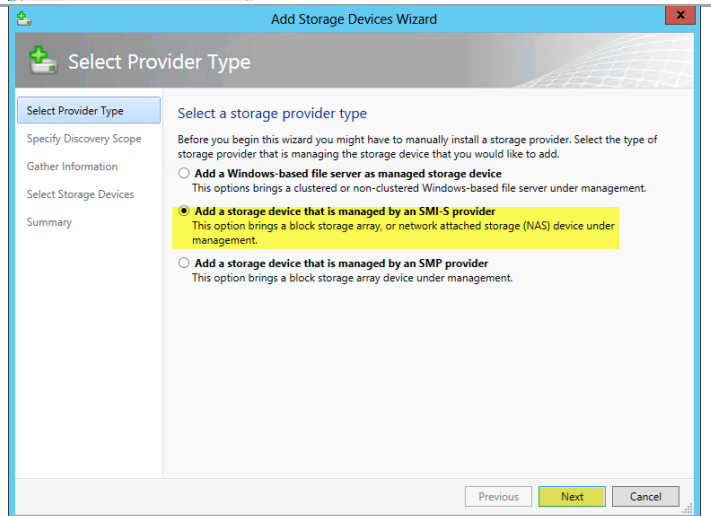 Add Storage Devices Wizard
x
Select Provider Type
Select Provider Type
Specify Discovery Scope
Gather Information
Select Storage Devices
Summary
Select a storage provider type
Before you begin this wizard you might have to manually install a storage provider. Select the type of
storage provider that is managing the storage device that you would like to add.
Add a Windows-based file server as managed storage device
This options brings a clustered or non-clustered Windows-based file server under management.
Add a storage device that is managed by an SMI-S provider
This option brings a block storage array, or network attached storage (NAS) device under
management.
Add a storage device that is managed by an SMP provider
This option brings a block storage array device under management.
Previous
Next
Cancel